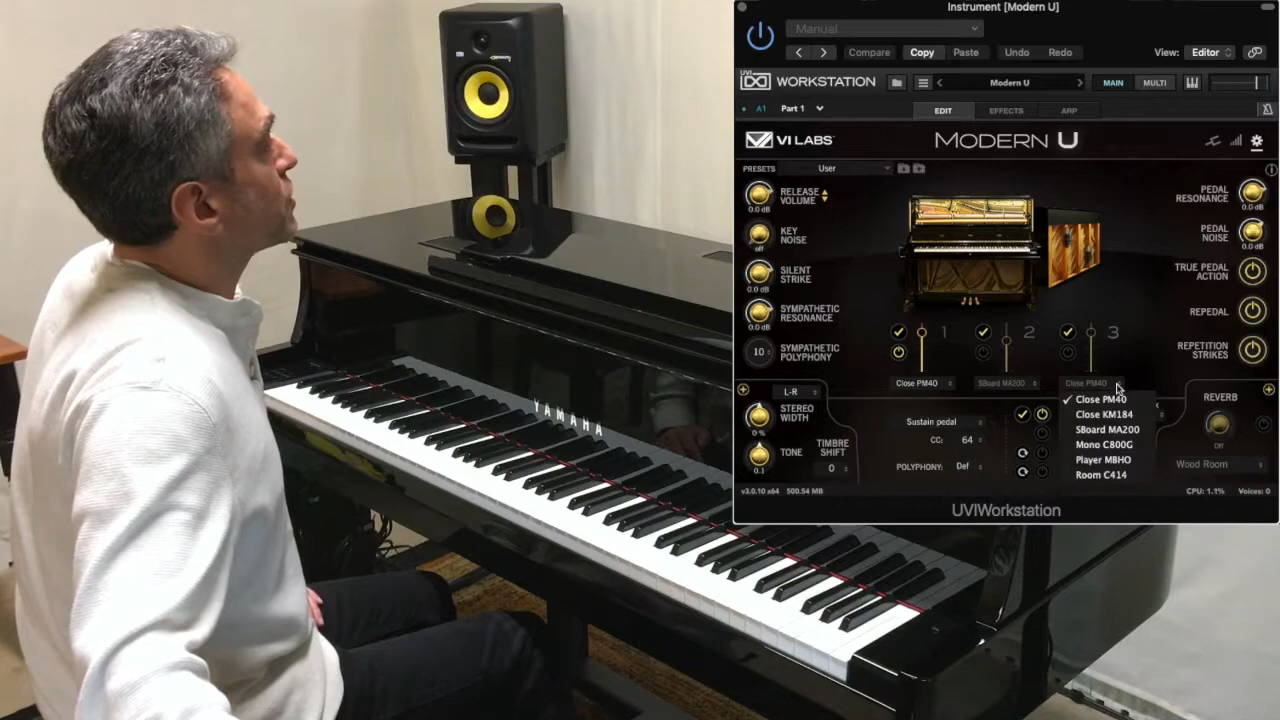 Instrument [Modern U]
Manual
Compare Copy Paste Undo Redo View: Editor
UVI WORKSTATION Modern U MAIN MULTI
A1 Part 1 EDIT EFFECTS ARP
VI LABS MODERN U
PRESETS User
RELEASE VOLUME
0.0 dB
KEY NOISE
off
SILENT STRIKE
0.0 dB
SYMPATHETIC RESONANCE
0.0 dB
10 SYMPATHETIC POLYPHONY
PEDAL RESONANCE
0.0 dB
PEDAL NOISE
0.0 dB
TRUE PEDAL ACTION
REPEDAL
REPETITION STRIKES
1 2 3
Close PM40 SBoard MA200 Close PM40
Close PM40
Close KM184
SBoard MA200
Mono C800G
Player MBHO
Room C414
L-R
STEREO WIDTH
0 %
TONE
0.1
TIMBRE SHIFT
0
Sustain pedal
CC: 64
POLYPHONY: Def
REVERB
Off
Wood Room
v3.0.10 x64 500.54 MB CPU: 1.1% Voices: 0
UVIWorkstation
YAMAHA